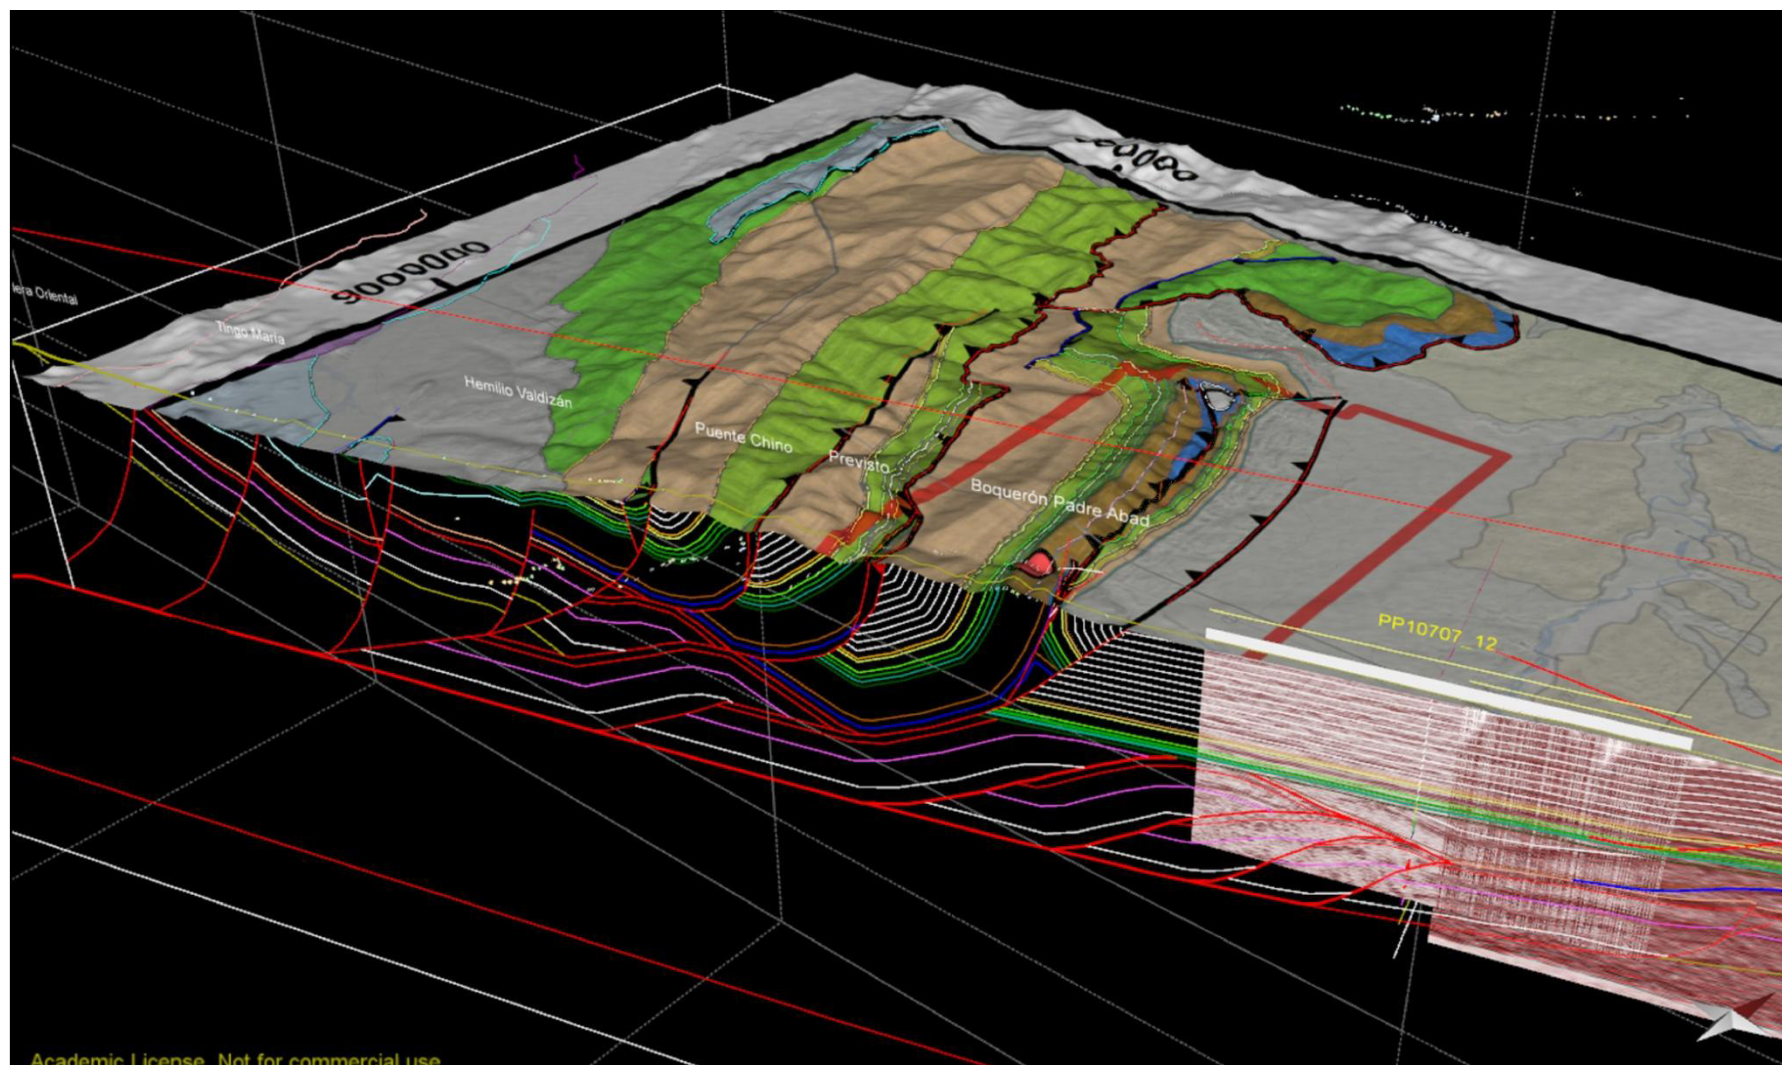 9000000
lera Oriental
Tingo María
Hemilio Valdizán
Puente Chino
Previsto
Boquerón Padre Abad
PP10707_12
Academic License. Not for commercial use